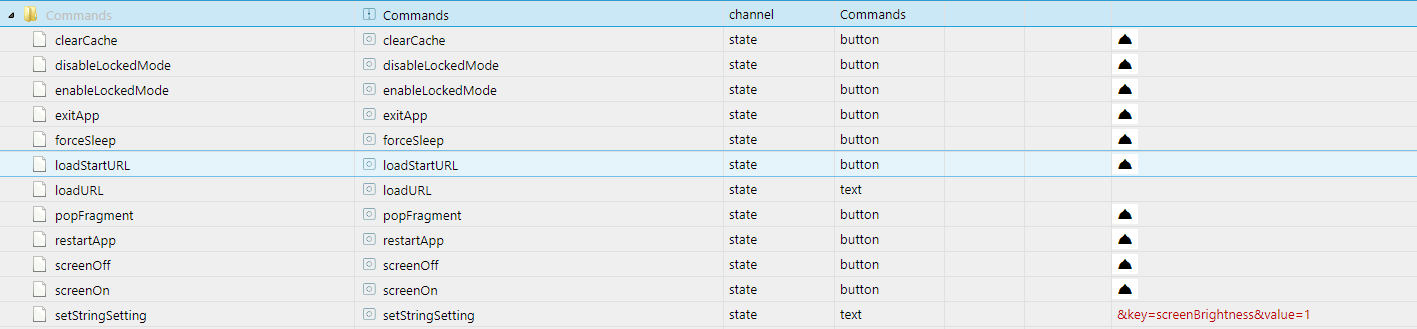 Commands Commands channel Commands
clearCache clearCache state button
disableLockedMode disableLockedMode state button
enableLockedMode enableLockedMode state button
exitApp exitApp state button
forceSleep forceSleep state button
loadStartURL loadStartURL state button
loadURL loadURL state text
popFragment popFragment state button
restartApp restartApp state button
screenOff screenOff state button
screenOn screenOn state button
setStringSetting setStringSetting state text &key=screenBrightness&value=1